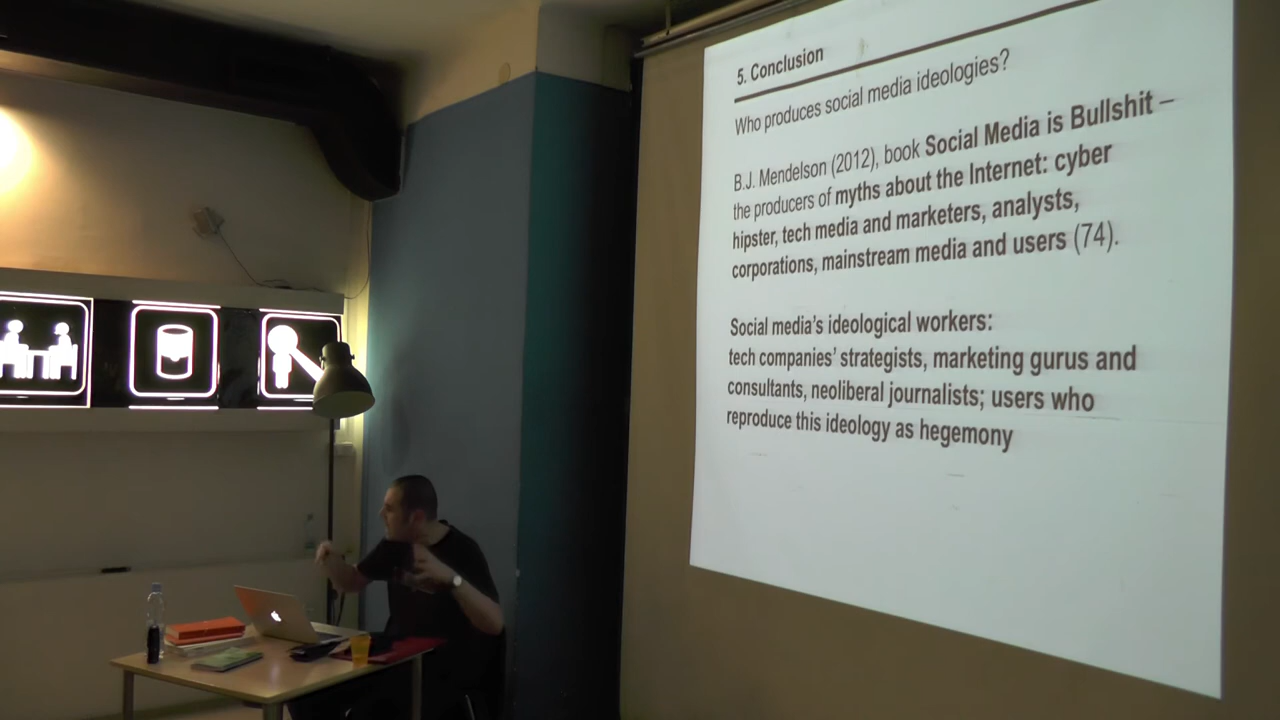 5. Conclusion
Who produces social media ideologies?
B.J. Mendelson (2012), book Social Media is Bullshit –
the producers of myths about the Internet: cyber
hipster, tech media and marketers, analysts,
corporations, mainstream media and users (74).
Social media's ideological workers:
tech companies' strategists, marketing gurus and
consultants, neoliberal journalists; users who
reproduce this ideology as hegemony